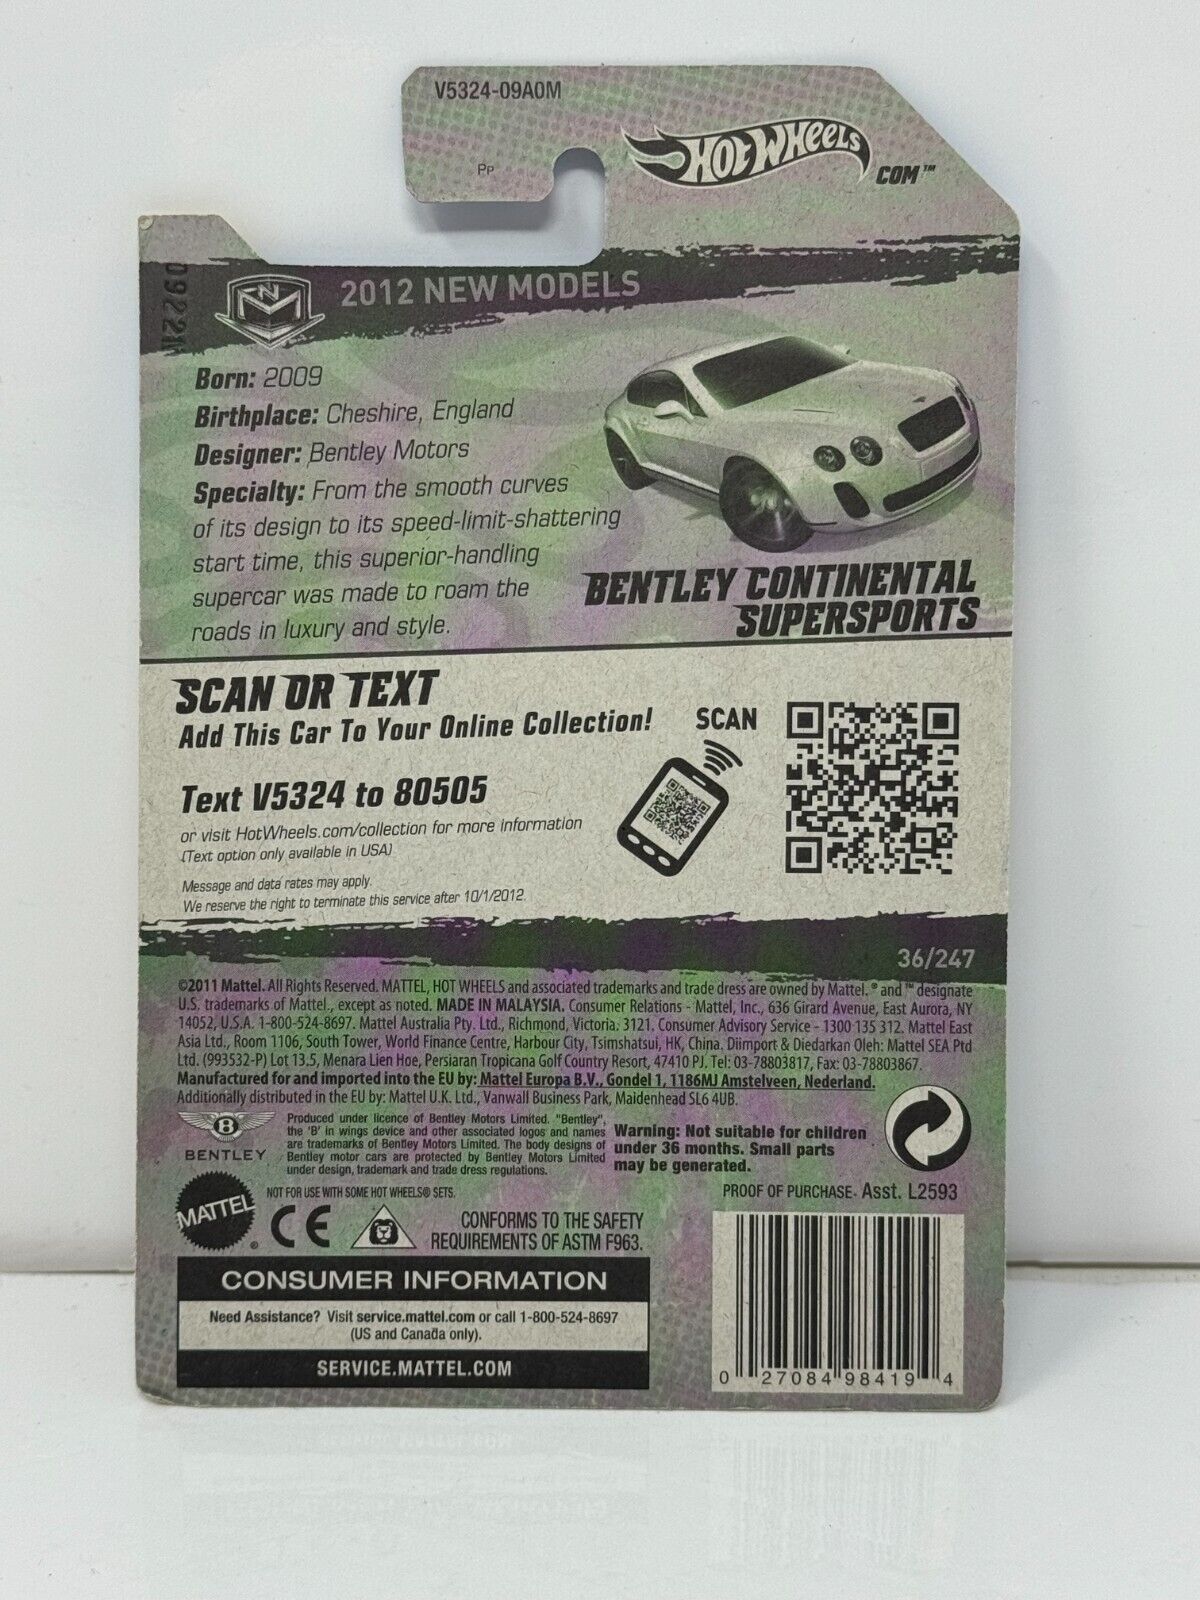 V5324-09A0M
Pp
HOT WHEELS
.COM™
NM
2012 NEW MODELS
Born: 2009
Birthplace: Cheshire, England
Designer: Bentley Motors
Specialty: From the smooth curves
of its design to its speed-limit-shattering
start time, this superior-handling
supercar was made to roam the
roads in luxury and style.
BENTLEY CONTINENTAL
SUPERSPORTS
SCAN OR TEXT
Add This Car To Your Online Collection!
SCAN
Text V5324 to 80505
or visit HotWheels.com/collection for more information
(Text option only available in USA)
Message and data rates may apply.
We reserve the right to terminate this service after 10/1/2012.
36/247
©2011 Mattel. All Rights Reserved. MATTEL, HOT WHEELS and associated trademarks and trade dress are owned by Mattel. ® and ™ designate
U.S. trademarks of Mattel., except as noted. MADE IN MALAYSIA. Consumer Relations - Mattel, Inc., 636 Girard Avenue, East Aurora, NY
14052, U.S.A. 1-800-524-8697. Mattel Australia Pty. Ltd., Richmond, Victoria. 3121. Consumer Advisory Service - 1300 135 312. Mattel East
Asia Ltd., Room 1106, South Tower, World Finance Centre, Harbour City, Tsimshatsui, HK, China. Diimport & Diedarkan Oleh: Mattel SEA Ptd
Ltd. (993532-P) Lot 13.5, Menara Lien Hoe, Persiaran Tropicana Golf Country Resort, 47410 PJ. Tel: 03-78803817, Fax: 03-78803867.
Manufactured for and imported into the EU by: Mattel Europa B.V., Gondel 1, 1186MJ Amstelveen, Nederland.
Additionally distributed in the EU by: Mattel U.K. Ltd., Vanwall Business Park, Maidenhead SL6 4UB.
B
BENTLEY
Produced under licence of Bentley Motors Limited. "Bentley",
the 'B' in wings device and other associated logos and names
are trademarks of Bentley Motors Limited. The body designs of
Bentley motor cars are protected by Bentley Motors Limited
under design, trademark and trade dress regulations.
Warning: Not suitable for children
under 36 months. Small parts
may be generated.
MATTEL®
NOT FOR USE WITH SOME HOT WHEELS® SETS.
CE
CONFORMS TO THE SAFETY
REQUIREMENTS OF ASTM F963.
PROOF OF PURCHASE- Asst. L2593
CONSUMER INFORMATION
Need Assistance? Visit service.mattel.com or call 1-800-524-8697
(US and Canada only).
SERVICE.MATTEL.COM
0 27084 98419 4